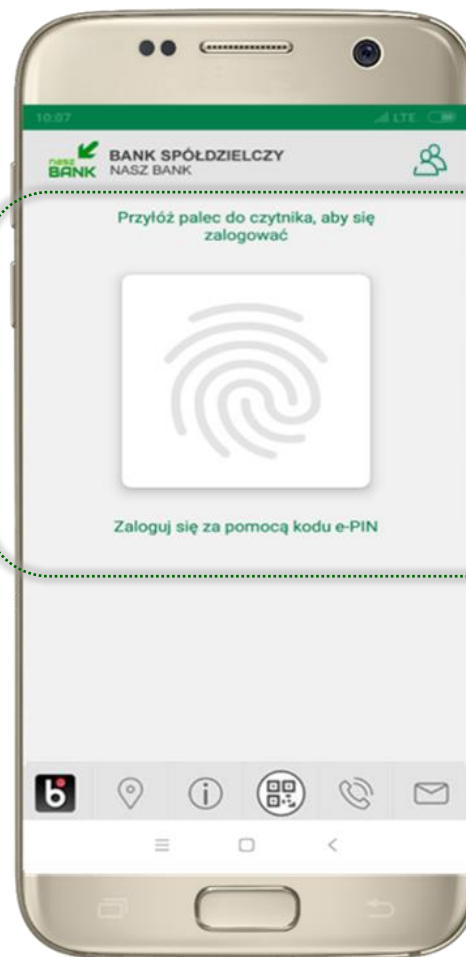 10:07
LTE
nasz
BANK
BANK SPÓŁDZIELCZY
NASZ BANK
Przyłóż palec do czytnika, aby się
zalogować
Zaloguj się za pomocą kodu e-PIN